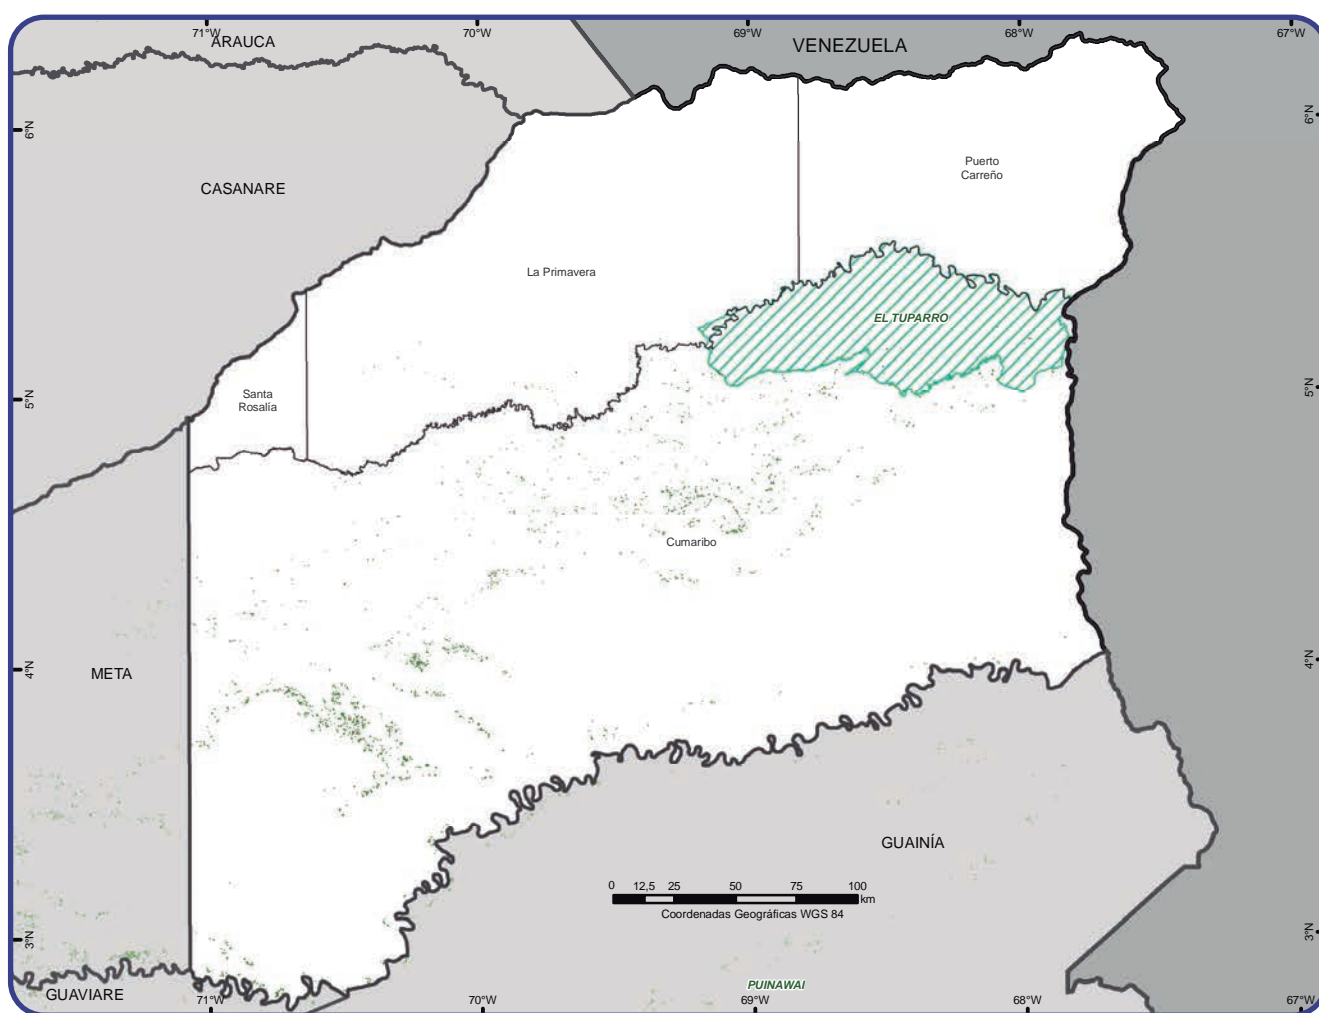 71°W
70°W
69°W
68°W
67°W
ARAUCA
VENEZUELA
6°N
6°N
Puerto
Carreño
CASANARE
La Primavera
EL TUPARRO
5°N
5°N
Santa
Rosalía
Cumaribo
4°N
4°N
META
GUAINÍA
0 12,5 25 50 75 100
km
Coordenadas Geográficas WGS 84
3°N
3°N
PUINAWAI
GUAVIARE
71°W
70°W
69°W
68°W
67°W